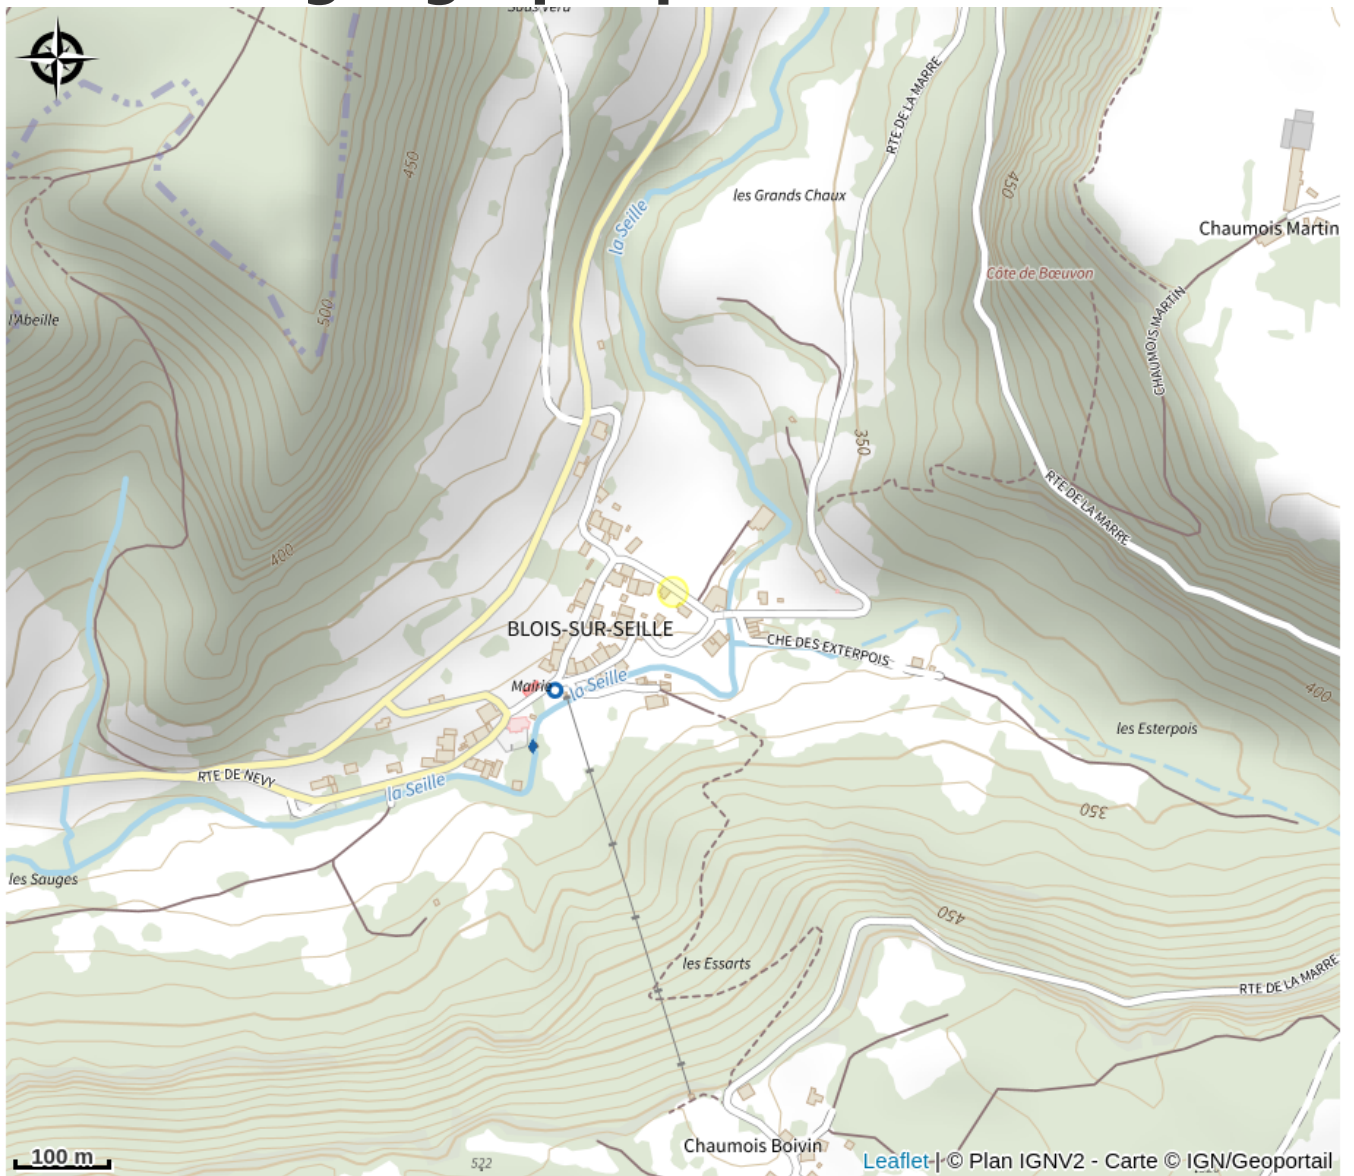 Sous Vera
RTE DE LA MARRE
450
les Grands Chaux
450
la Seille
Chaumois Martin
Côte de Bœuvon
500
l'Abeille
CHAUMOIS MARTIN
350
RTE DE LA MARRE
400
BLOIS-SUR-SEILLE
CHE DES EXTERPOIS
Mairie
la Seille
400
les Esterpois
RTE DE NEVY
la Seille
350
les Sauges
450
les Essarts
RTE DE LA MARRE
Chaumois Boivin
100 m
522
Leaflet | © Plan IGNV2 - Carte © IGN/Geoportail